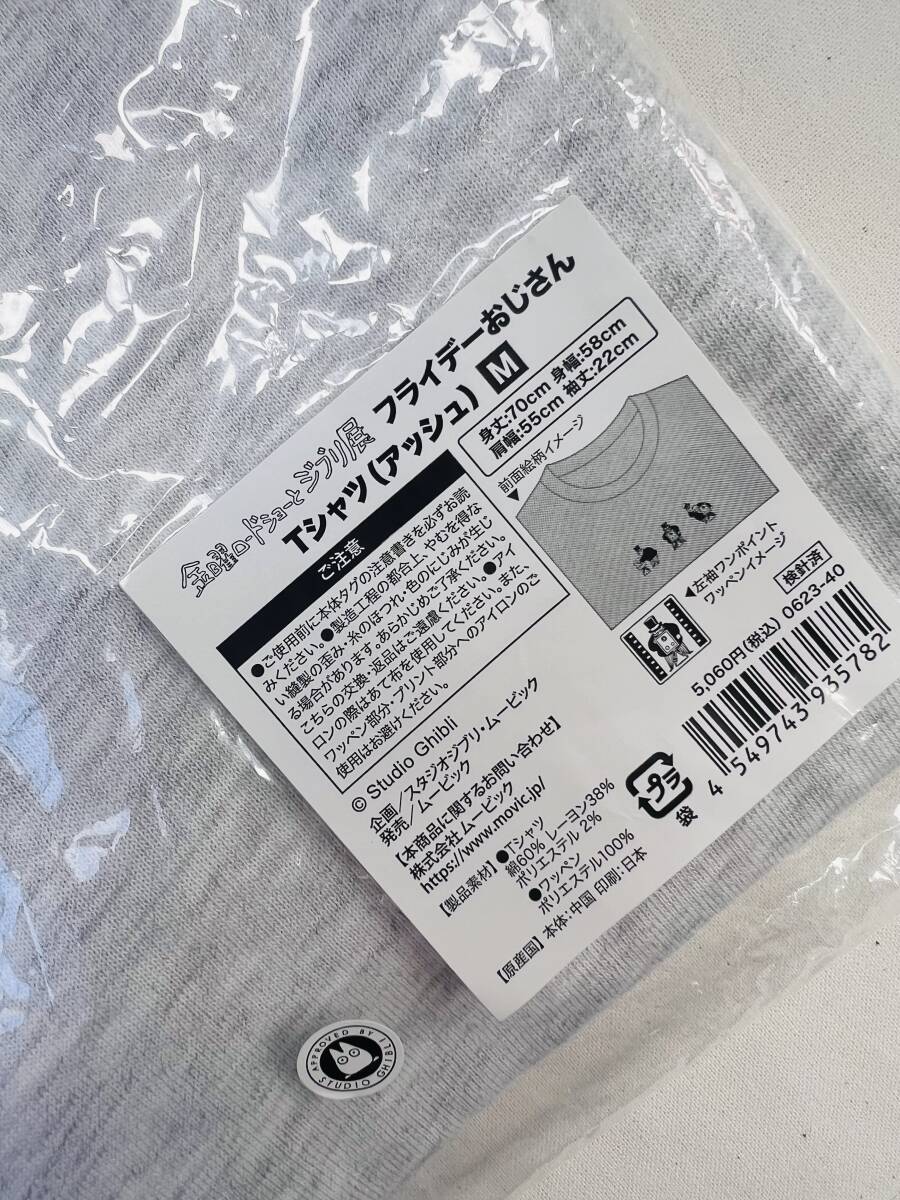 金曜ロードショーとジブリ展 フライデーおじさん
Tシャツ(アッシュ) M
身丈:70cm 身幅:58cm
肩幅:55cm 袖丈:22cm
ご注意
●ご使用前に本体タグの注意書きを必ずお読
みください。●製造工程の都合上、やむを得な
い縫製の歪み・糸のほつれ・色のにじみが生じ
る場合があります。あらかじめご了承ください。
こちらの交換・返品はご遠慮ください。●アイ
ロンの際はあて布を使用してください。また、
ワッペン部分・プリント部分へのアイロンのご
使用はお避けください。
前面絵柄イメージ
▼
◀左袖ワンポイント
ワッペンイメージ
検針済
5,060円(税込) 0623-40
4 549743 935782
プラ
袋
© Studio Ghibli
企画/スタジオジブリ・ムービック
発売/ムービック
【本商品に関するお問い合わせ】
株式会社 ムービック
https://www.movic.jp/
【製品素材】●Tシャツ
綿60% レーヨン38%
ポリエステル 2%
●ワッペン
ポリエステル100%
【原産国】本体:中国 印刷:日本
APPROVED BY
STUDIO GHIBLI